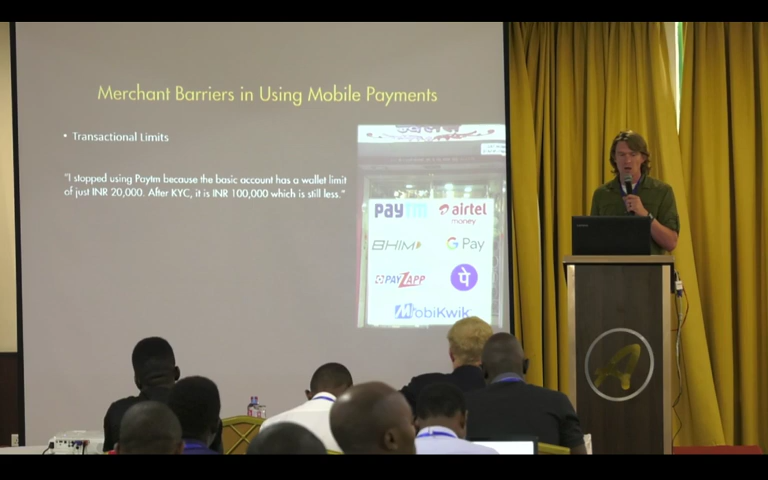 Merchant Barriers in Using Mobile Payments
• Transactional Limits
"I stopped using Paytm because the basic account has a wallet limit
of just INR 20,000. After KYC, it is INR 100,000 which is still less."
paytm
airtel
money
BHIM
G Pay
PAYZAPP
पे
MobiKwik